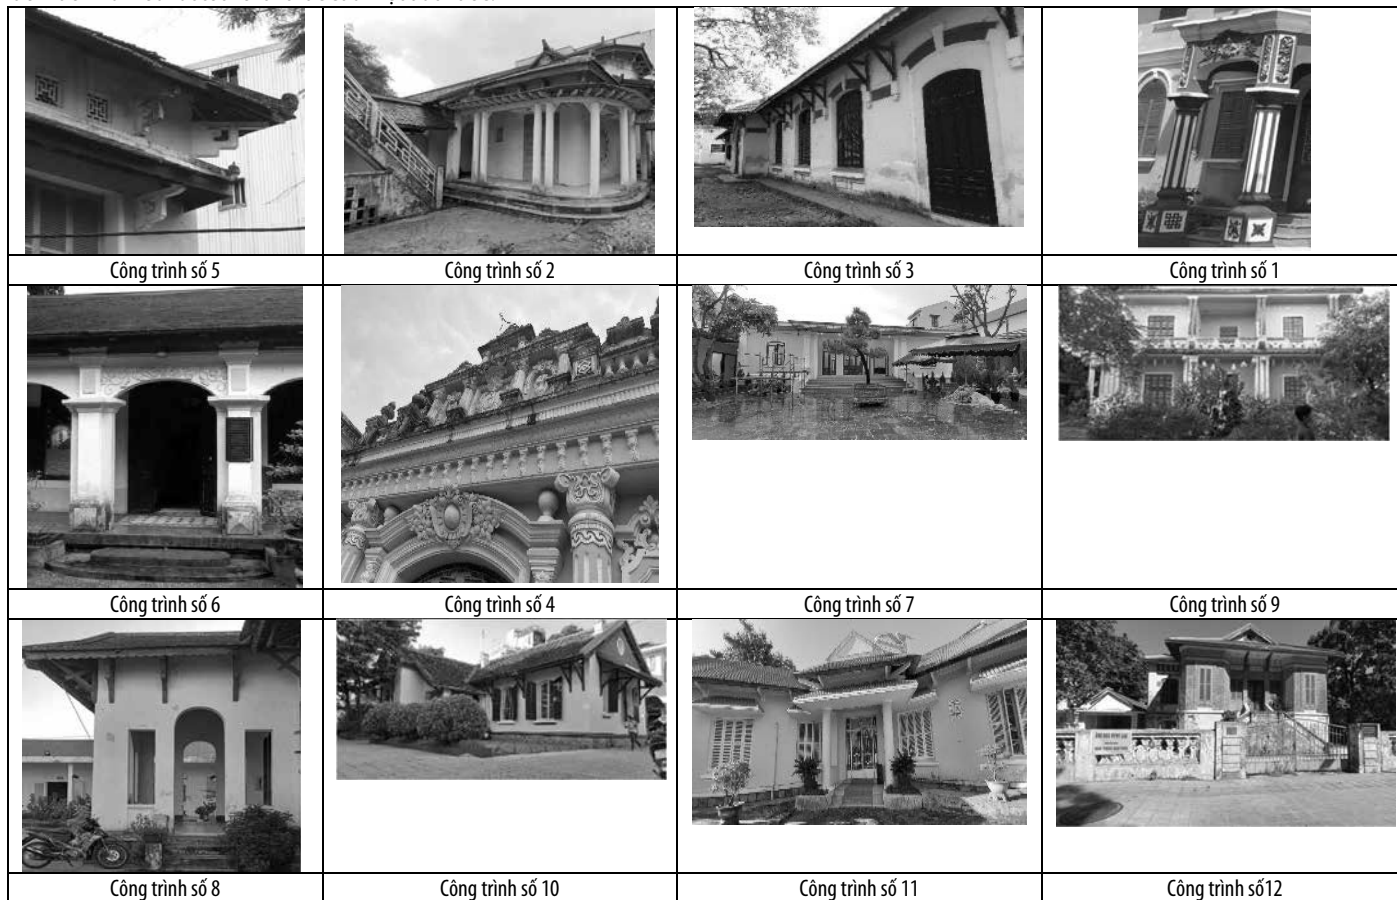 Công trình số 5
Công trình số 2
Công trình số 3
Công trình số 1
Công trình số 6
Công trình số 4
Công trình số 7
Công trình số 9
Công trình số 8
Công trình số 10
Công trình số 11
Công trình số12